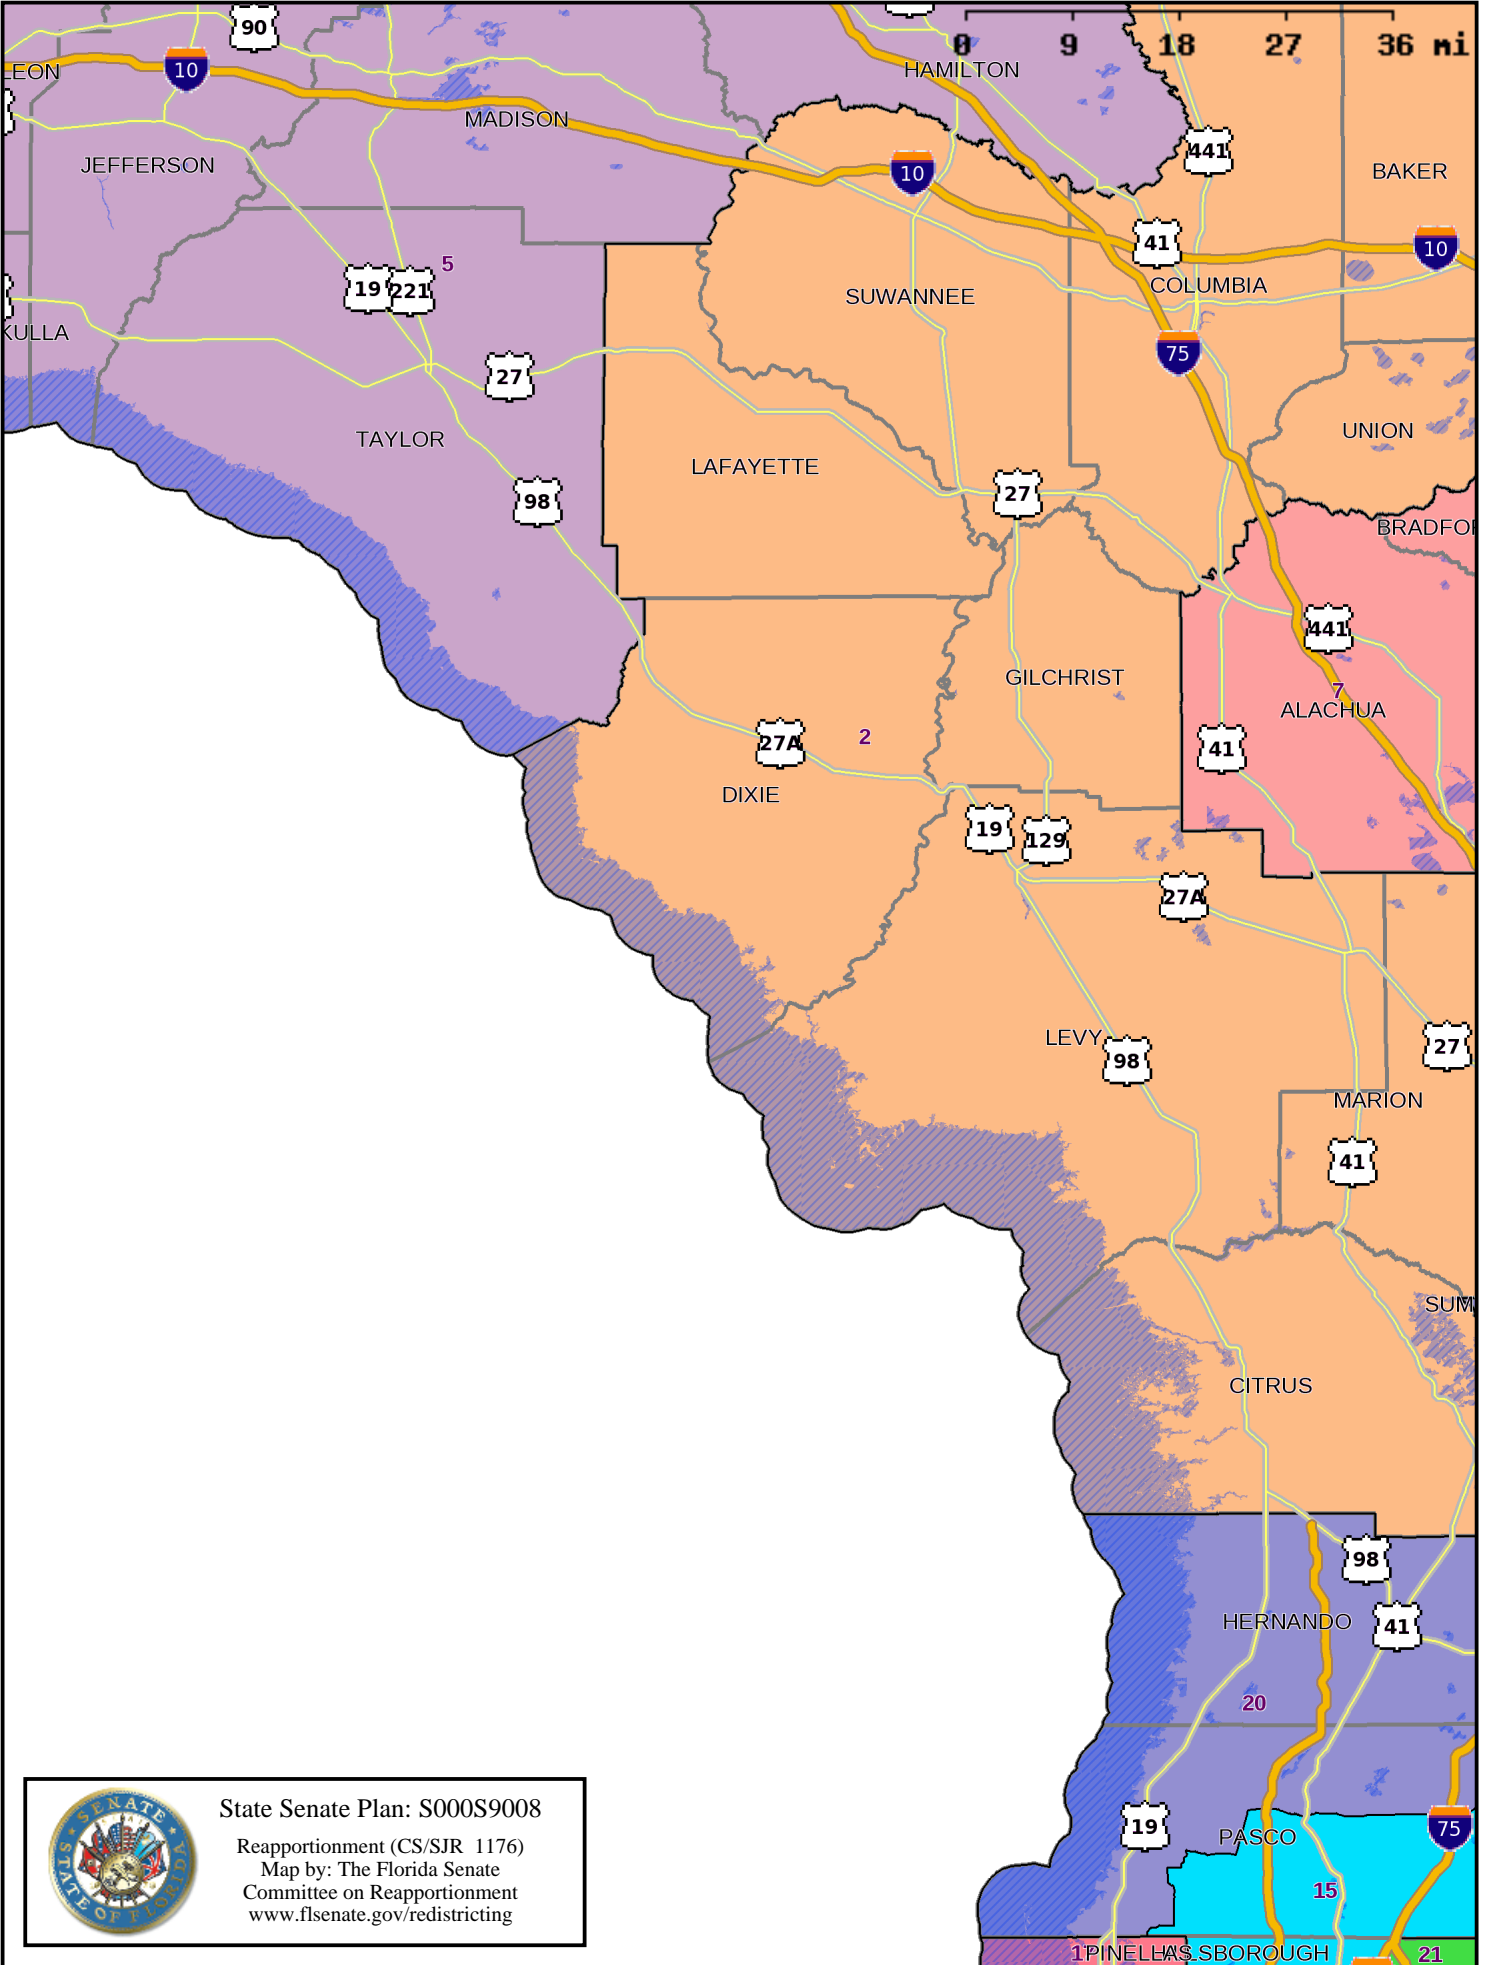 90
0 9 18 27 36 mi
10
LEON
HAMILTON
MADISON
441
JEFFERSON
10
BAKER
41
10
5
19
221
COLUMBIA
SUWANNEE
KULLA
75
27
UNION
TAYLOR
LAFAYETTE
98
27
BRADFO
441
GILCHRIST
7
ALACHUA
27A
2
41
DIXIE
19
129
27A
LEVY
98
27
MARION
41
SUM
CITRUS
98
HERNANDO
41
20
19
PASCO
75
15
PINELLAS
LSBOROUGH
21
SENATE
STATE OF FLORIDA
State Senate Plan: S000S9008
Reapportionment (CS/SJR 1176)
Map by: The Florida Senate
Committee on Reapportionment
www.flsenate.gov/redistricting